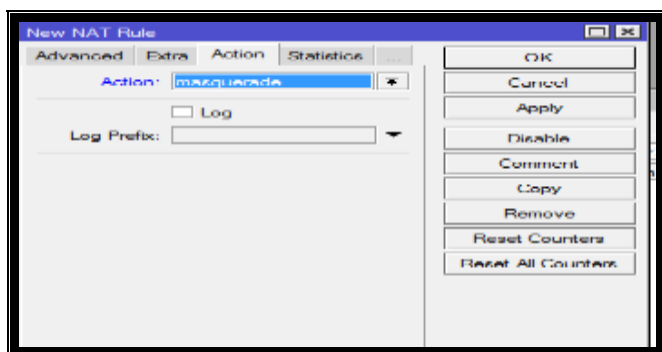 New NAT Rule
Advanced Extra Action Statistics ...
Action: masquerade
Log
Log Prefix:
OK
Cancel
Apply
Disable
Comment
Copy
Remove
Reset Counters
Reset All Counters